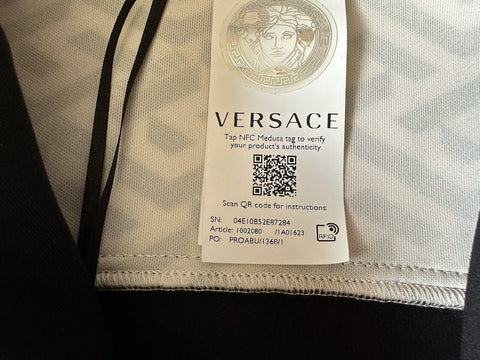 VERSACE
Tap NFC Medusa tag to verify
your product's authenticity
Scan QR code for instructions
SN: 04E10B52E87284
Article: 1002080 /1A01623
PO: PROABU/1368/1
RFID